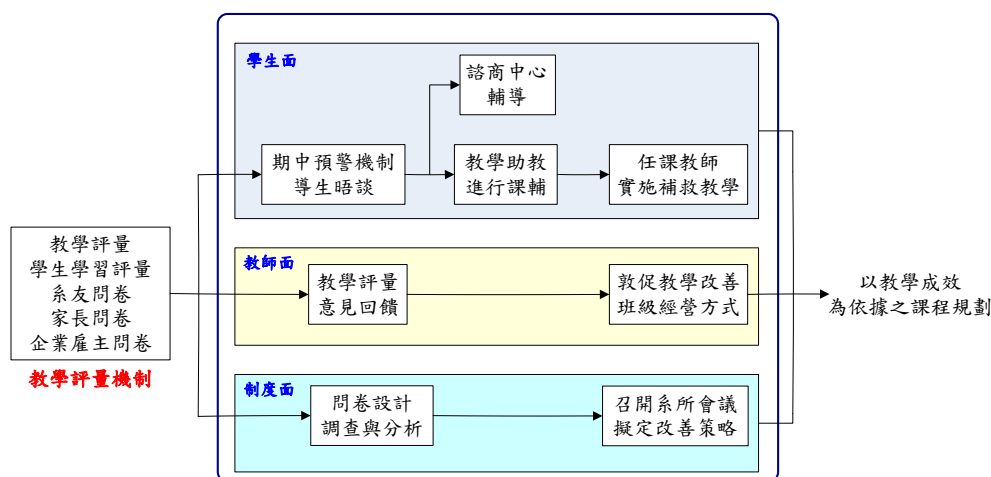 教學評量
學生學習評量
系友問卷
家長問卷
企業雇主問卷
教學評量機制
學生面
諮商中心
輔導
期中預警機制
導生晤談
教學助教
進行課輔
任課教師
實施補救教學
教師面
教學評量
意見回饋
敦促教學改善
班級經營方式
制度面
問卷設計
調查與分析
召開系所會議
擬定改善策略
以教學成效
為依據之課程規劃